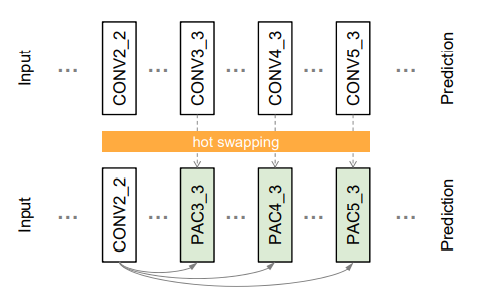 Input
...
CONV2_2
...
CONV3_3
...
CONV4_3
...
CONV5_3
...
Prediction
hot swapping
Input
...
CONV2_2
...
PAC3_3
...
PAC4_3
...
PAC5_3
...
Prediction